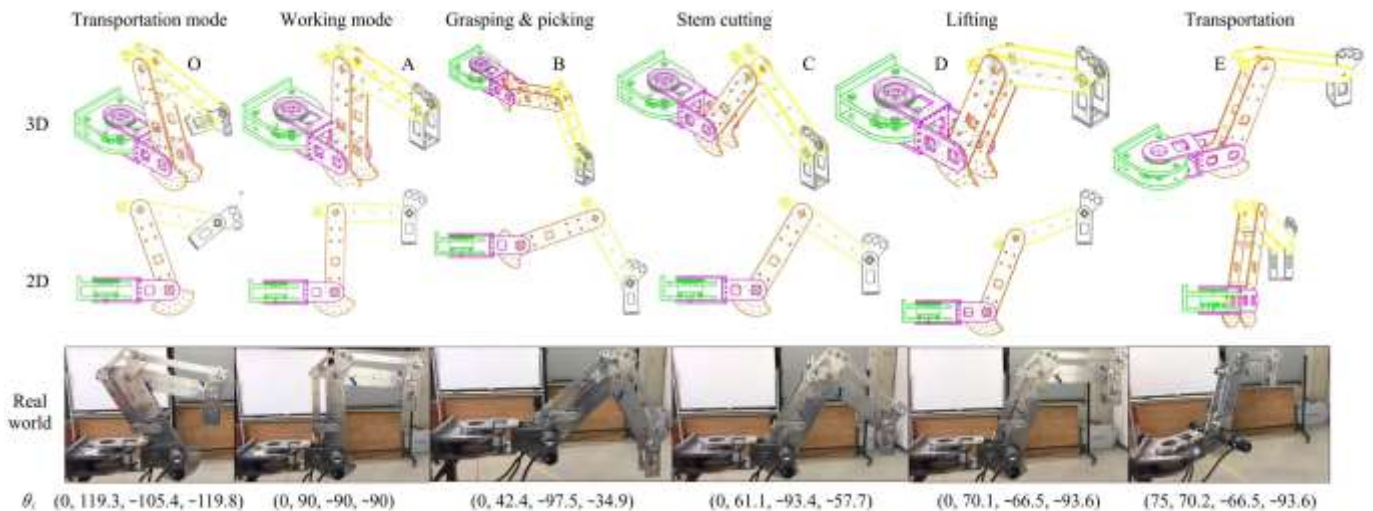 Transportation mode Working mode Grasping & picking Stem cutting Lifting Transportation
O A B C D E
3D
2D
Real
world
θᵢ (0, 119.3, −105.4, −119.8) (0, 90, −90, −90) (0, 42.4, −97.5, −34.9) (0, 61.1, −93.4, −57.7) (0, 70.1, −66.5, −93.6) (75, 70.2, −66.5, −93.6)